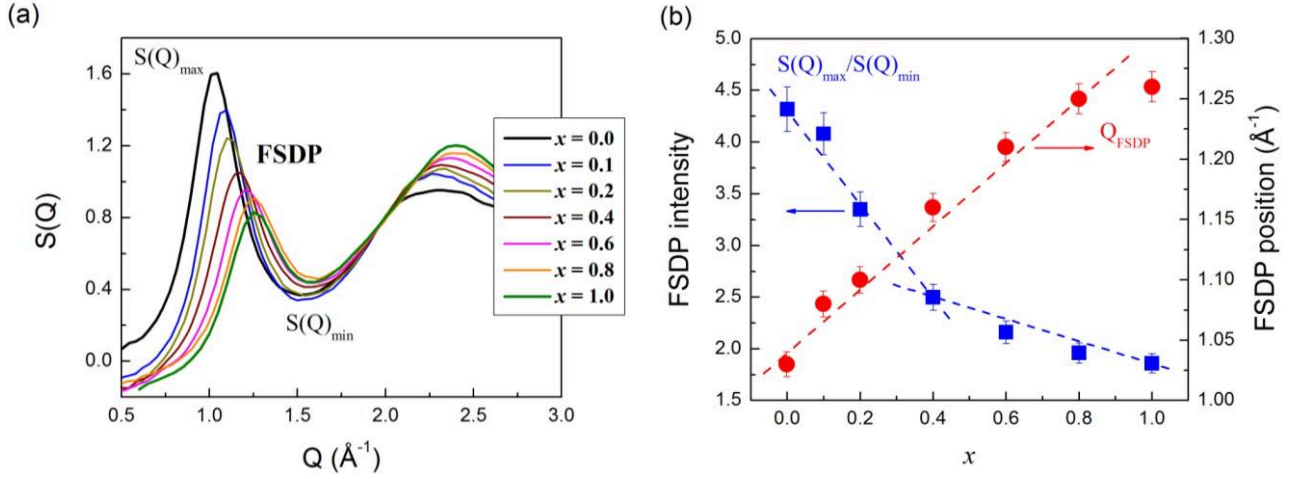 (a)
S(Q)max
FSDP
S(Q)min
1.6
1.2
0.8
0.4
0.0
S(Q)
0.5 1.0 1.5 2.0 2.5 3.0
Q (Å-1)
x = 0.0
x = 0.1
x = 0.2
x = 0.4
x = 0.6
x = 0.8
x = 1.0
(b)
S(Q)max/S(Q)min
QFSDP
5.0
4.5
4.0
3.5
3.0
2.5
2.0
1.5
FSDP intensity
1.30
1.25
1.20
1.15
1.10
1.05
1.00
FSDP position (Å-1)
0.0 0.2 0.4 0.6 0.8 1.0
x